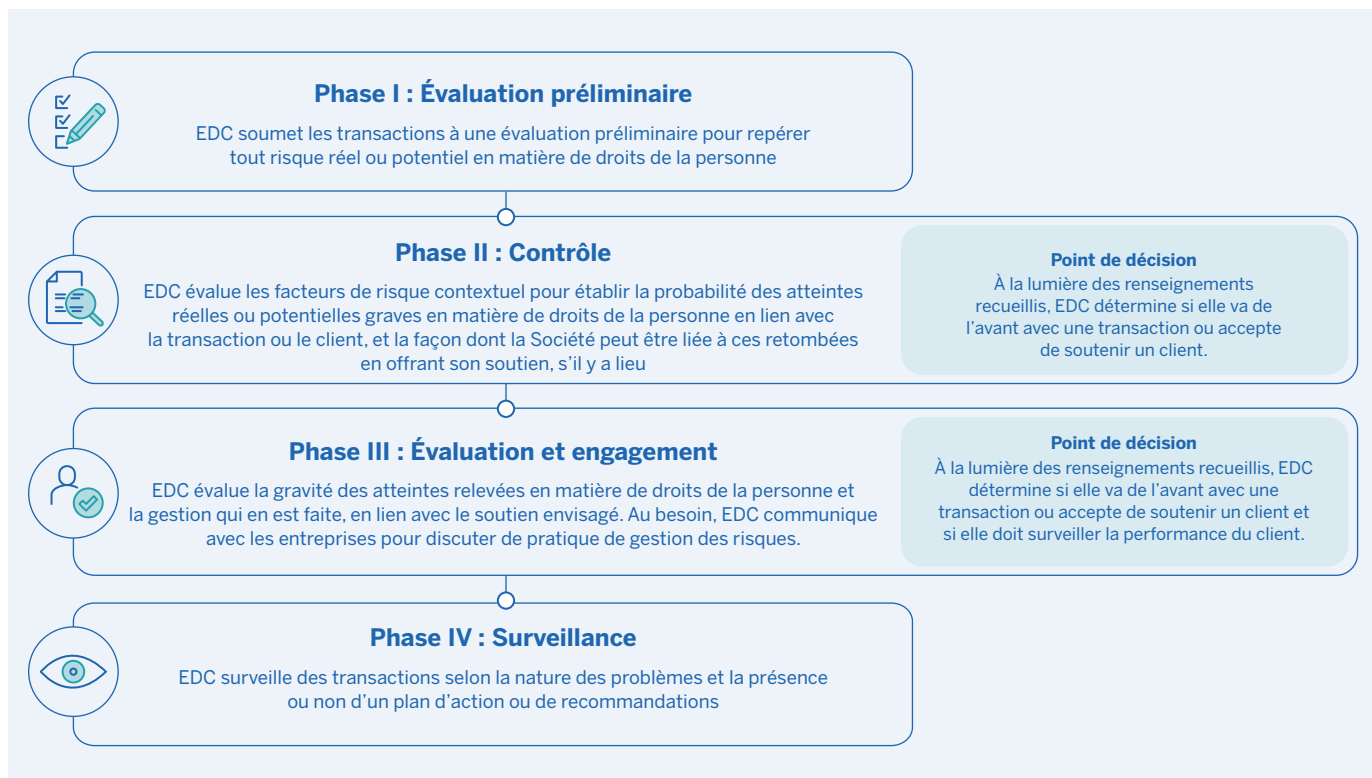 Phase I : Évaluation préliminaire
EDC soumet les transactions à une évaluation préliminaire pour repérer
tout risque réel ou potentiel en matière de droits de la personne
Phase II : Contrôle
EDC évalue les facteurs de risque contextuel pour établir la probabilité des atteintes
réelles ou potentielles graves en matière de droits de la personne en lien avec
la transaction ou le client, et la façon dont la Société peut être liée à ces retombées
en offrant son soutien, s’il y a lieu
Point de décision
À la lumière des renseignements
recueillis, EDC détermine si elle va de
l’avant avec une transaction ou accepte
de soutenir un client.
Phase III : Évaluation et engagement
EDC évalue la gravité des atteintes relevées en matière de droits de la personne et
la gestion qui en est faite, en lien avec le soutien envisagé. Au besoin, EDC communique
avec les entreprises pour discuter de pratique de gestion des risques.
Point de décision
À la lumière des renseignements recueillis, EDC
détermine si elle va de l’avant avec une
transaction ou accepte de soutenir un client et
si elle doit surveiller la performance du client.
Phase IV : Surveillance
EDC surveille des transactions selon la nature des problèmes et la présence
ou non d’un plan d’action ou de recommandations